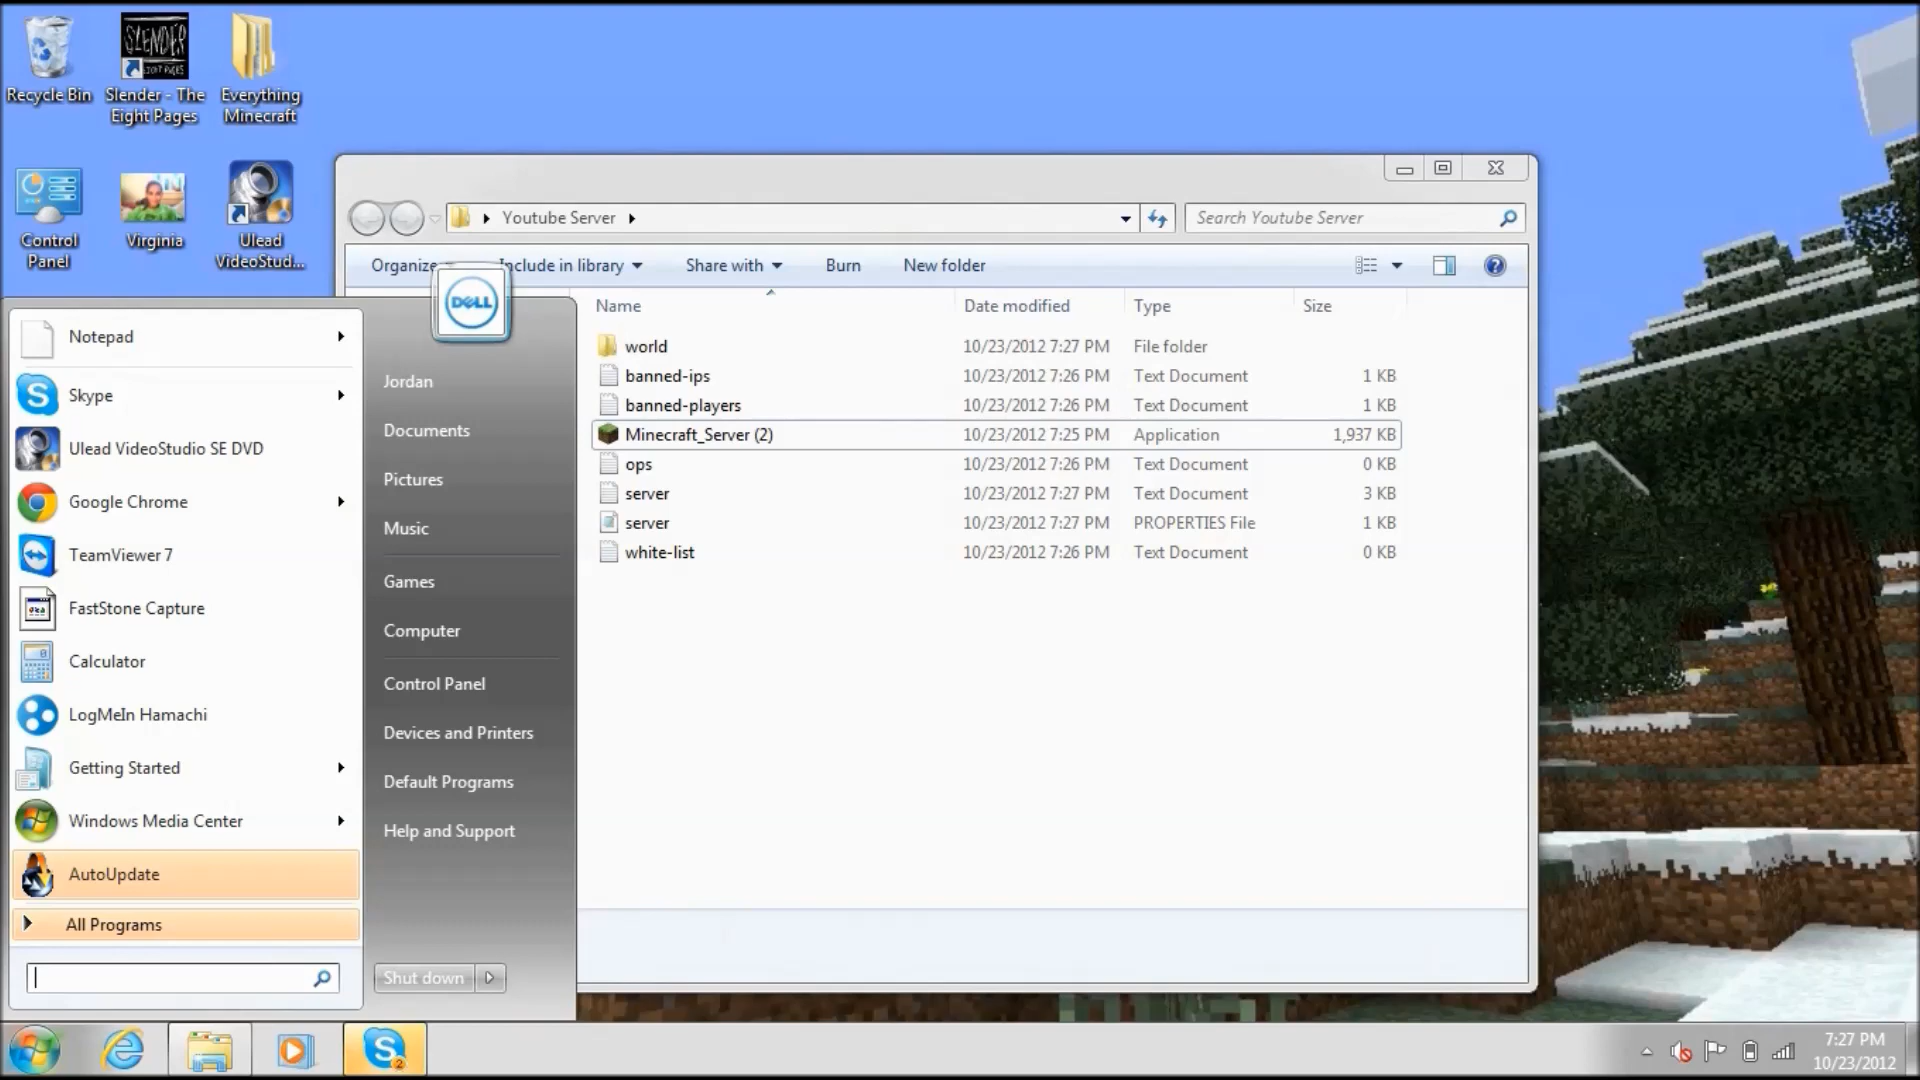 Recycle Bin
SLENDER
Slender - The
Eight Pages
Everything
Minecraft
Control
Panel
Virginia
Ulead
VideoStud...
Youtube Server
Search Youtube Server
Organize
Include in library
Share with
Burn
New folder
DELL
Name
Date modified
Type
Size
world 10/23/2012 7:27 PM File folder
banned-ips 10/23/2012 7:26 PM Text Document 1 KB
banned-players 10/23/2012 7:26 PM Text Document 1 KB
Minecraft_Server (2) 10/23/2012 7:25 PM Application 1,937 KB
ops 10/23/2012 7:26 PM Text Document 0 KB
server 10/23/2012 7:27 PM Text Document 3 KB
server 10/23/2012 7:27 PM PROPERTIES File 1 KB
white-list 10/23/2012 7:26 PM Text Document 0 KB
Notepad
Skype
Ulead VideoStudio SE DVD
Google Chrome
TeamViewer 7
FastStone Capture
Calculator
LogMeIn Hamachi
Getting Started
Windows Media Center
AutoUpdate
All Programs
Jordan
Documents
Pictures
Music
Games
Computer
Control Panel
Devices and Printers
Default Programs
Help and Support
Shut down
2
7:27 PM
10/23/2012